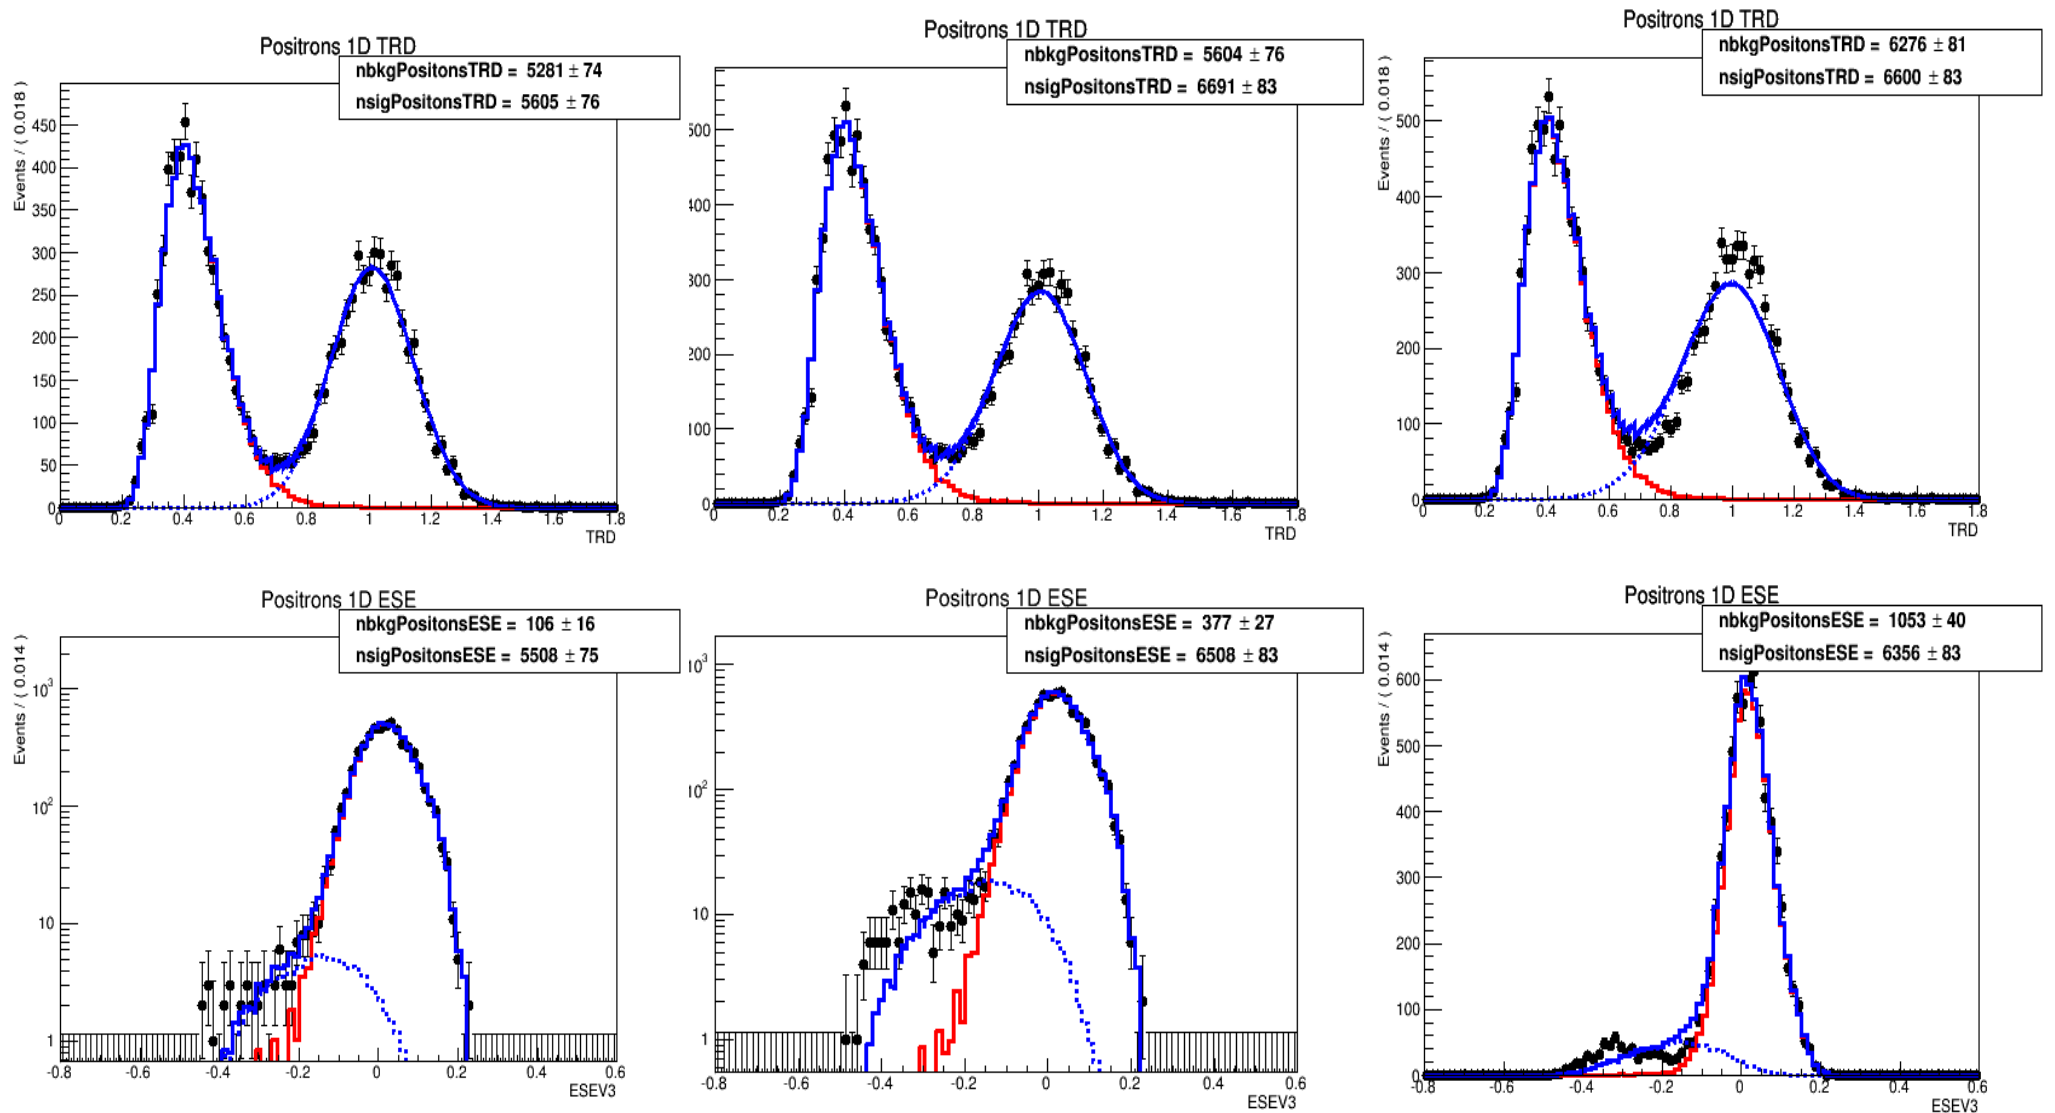 Positrons 1D TRD
nbkgPositonsTRD = 5281 ± 74
nsigPositonsTRD = 5605 ± 76
Events / ( 0.018 )
450
400
350
300
250
200
150
100
50
0
0 0.2 0.4 0.6 0.8 1 1.2 1.4 1.6 1.8
TRD
Positrons 1D TRD
nbkgPositonsTRD = 5604 ± 76
nsigPositonsTRD = 6691 ± 83
500
400
300
200
100
0
0 0.2 0.4 0.6 0.8 1 1.2 1.4 1.6 1.8
TRD
Positrons 1D TRD
nbkgPositonsTRD = 6276 ± 81
nsigPositonsTRD = 6600 ± 83
Events / ( 0.018 )
500
400
300
200
100
0
0 0.2 0.4 0.6 0.8 1 1.2 1.4 1.6 1.8
TRD
Positrons 1D ESE
nbkgPositonsESE = 106 ± 16
nsigPositonsESE = 5508 ± 75
Events / ( 0.014 )
10³
10²
10
1
-0.8 -0.6 -0.4 -0.2 0 0.2 0.4 0.6
ESEV3
Positrons 1D ESE
nbkgPositonsESE = 377 ± 27
nsigPositonsESE = 6508 ± 83
10³
10²
10
1
-0.8 -0.6 -0.4 -0.2 0 0.2 0.4 0.6
ESEV3
Positrons 1D ESE
nbkgPositonsESE = 1053 ± 40
nsigPositonsESE = 6356 ± 83
Events / ( 0.014 )
600
500
400
300
200
100
0
-0.8 -0.6 -0.4 -0.2 0 0.2 0.4 0.6
ESEV3